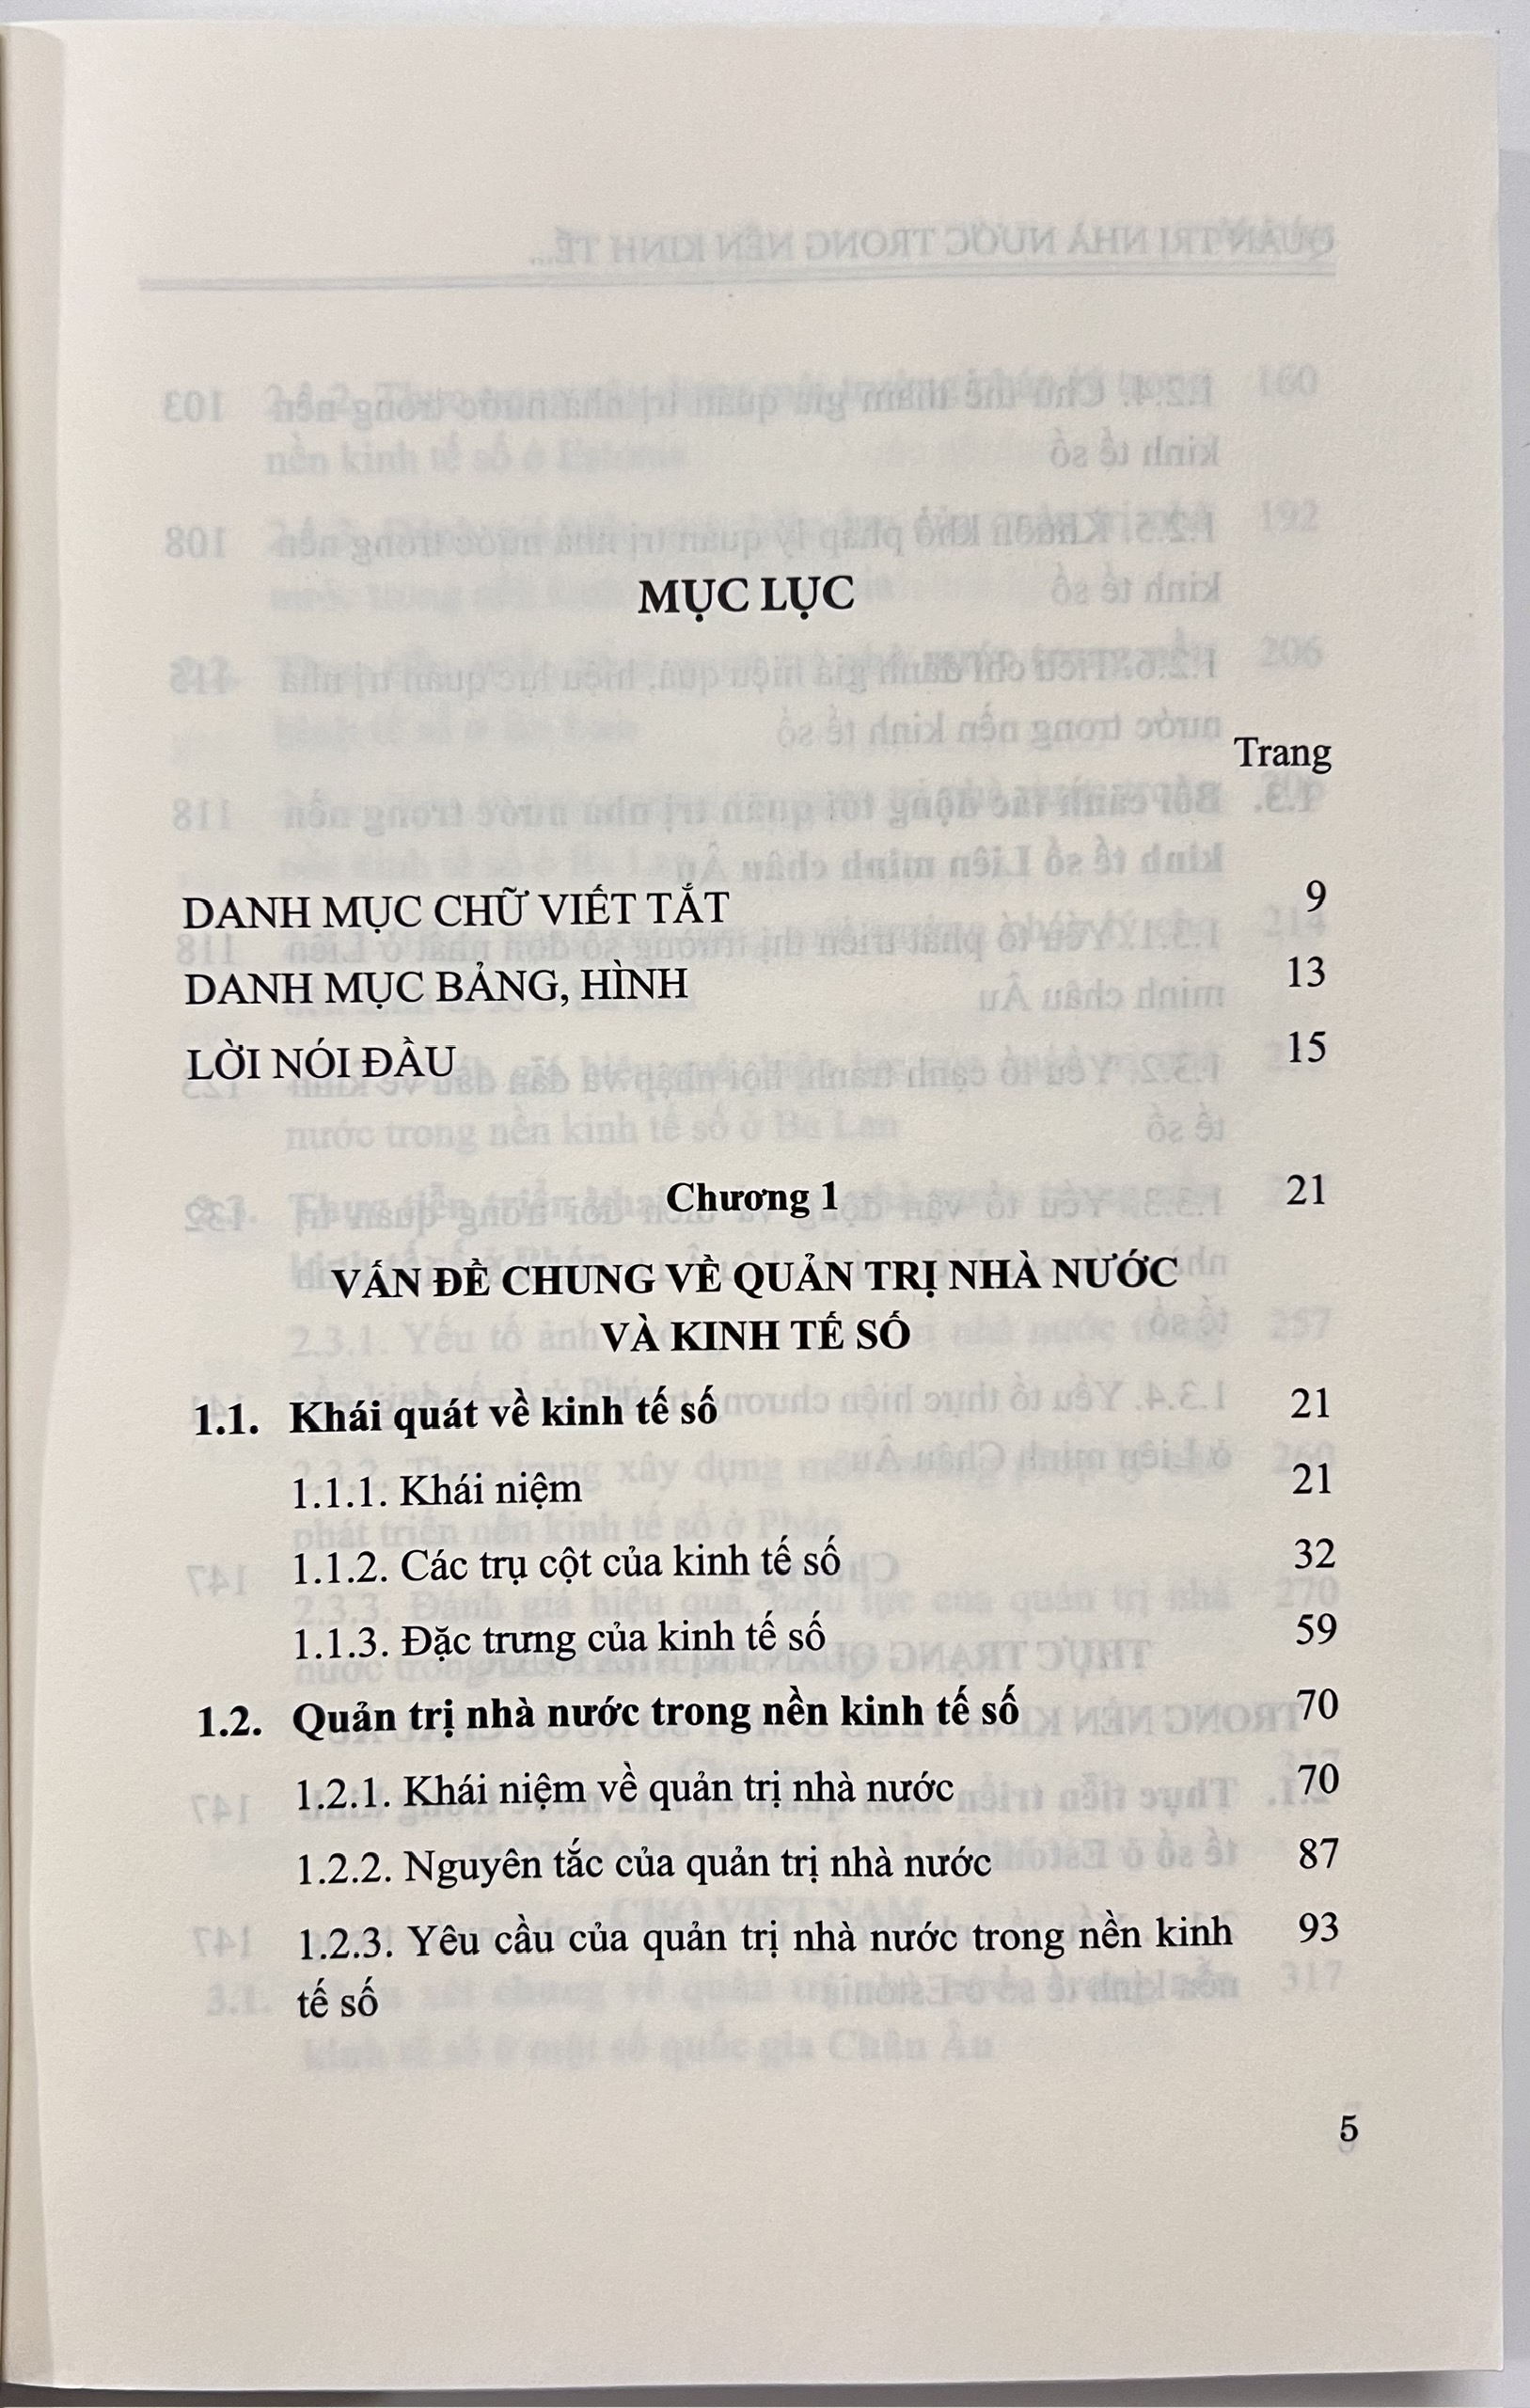 MỤC LỤC
Trang
DANH MỤC CHỮ VIẾT TẮT 9
DANH MỤC BẢNG, HÌNH 13
LỜI NÓI ĐẦU 15
Chương 1 21
VẤN ĐỀ CHUNG VỀ QUẢN TRỊ NHÀ NƯỚC
VÀ KINH TẾ SỐ
1.1. Khái quát về kinh tế số 21
1.1.1. Khái niệm 21
1.1.2. Các trụ cột của kinh tế số 32
1.1.3. Đặc trưng của kinh tế số 59
1.2. Quản trị nhà nước trong nền kinh tế số 70
1.2.1. Khái niệm về quản trị nhà nước 70
1.2.2. Nguyên tắc của quản trị nhà nước 87
1.2.3. Yêu cầu của quản trị nhà nước trong nền kinh 93
tế số
5